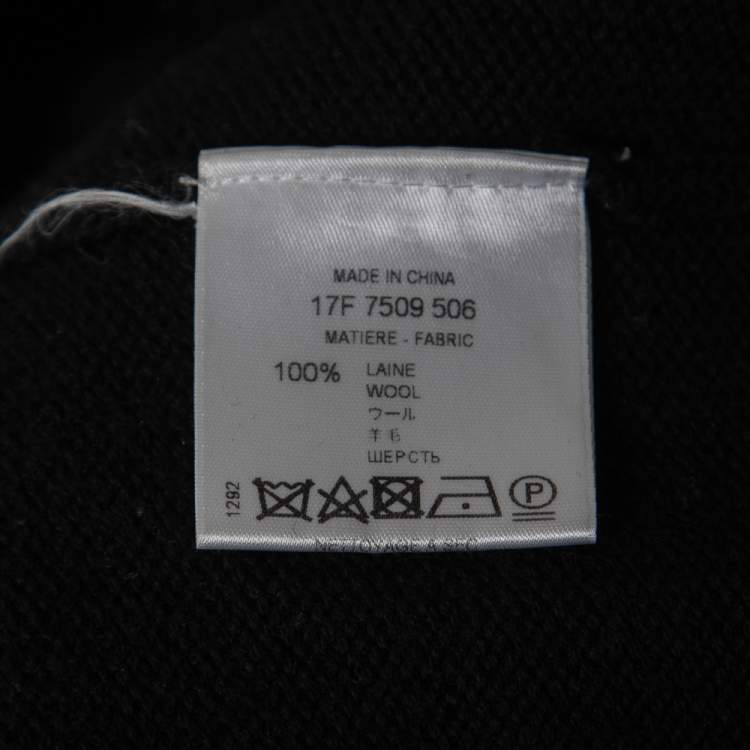 MADE IN CHINA
17F 7509 506
MATIERE - FABRIC
100% LAINE
WOOL
ウール
羊毛
ШЕРСТЬ
1292
P
NETTOYAGE A SEC